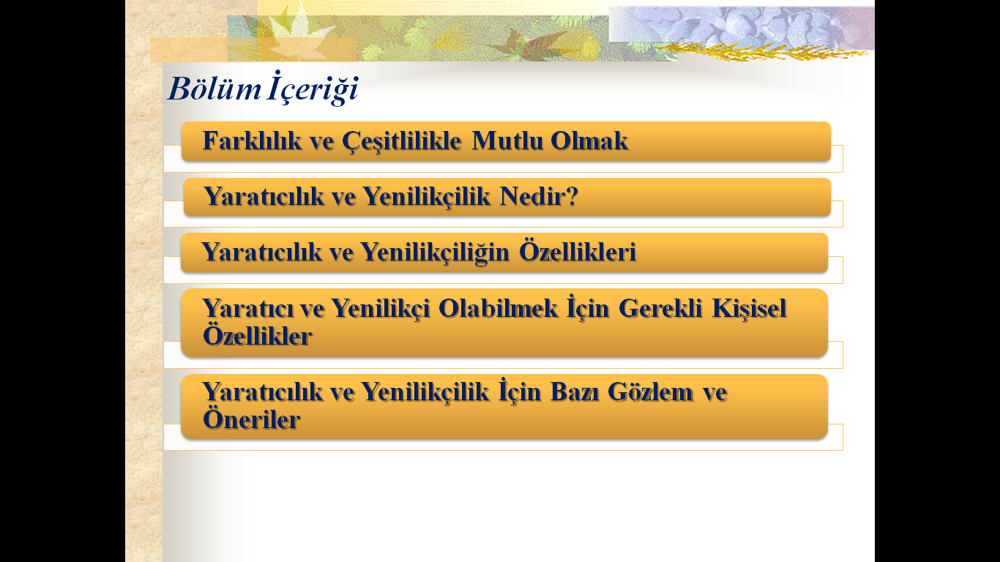 Bölüm İçeriği
Farklılık ve Çeşitlilikle Mutlu Olmak
Yaratıcılık ve Yenilikçilik Nedir?
Yaratıcılık ve Yenilikçiliğin Özellikleri
Yaratıcı ve Yenilikçi Olabilmek İçin Gerekli Kişisel
Özellikler
Yaratıcılık ve Yenilikçilik İçin Bazı Gözlem ve
Öneriler